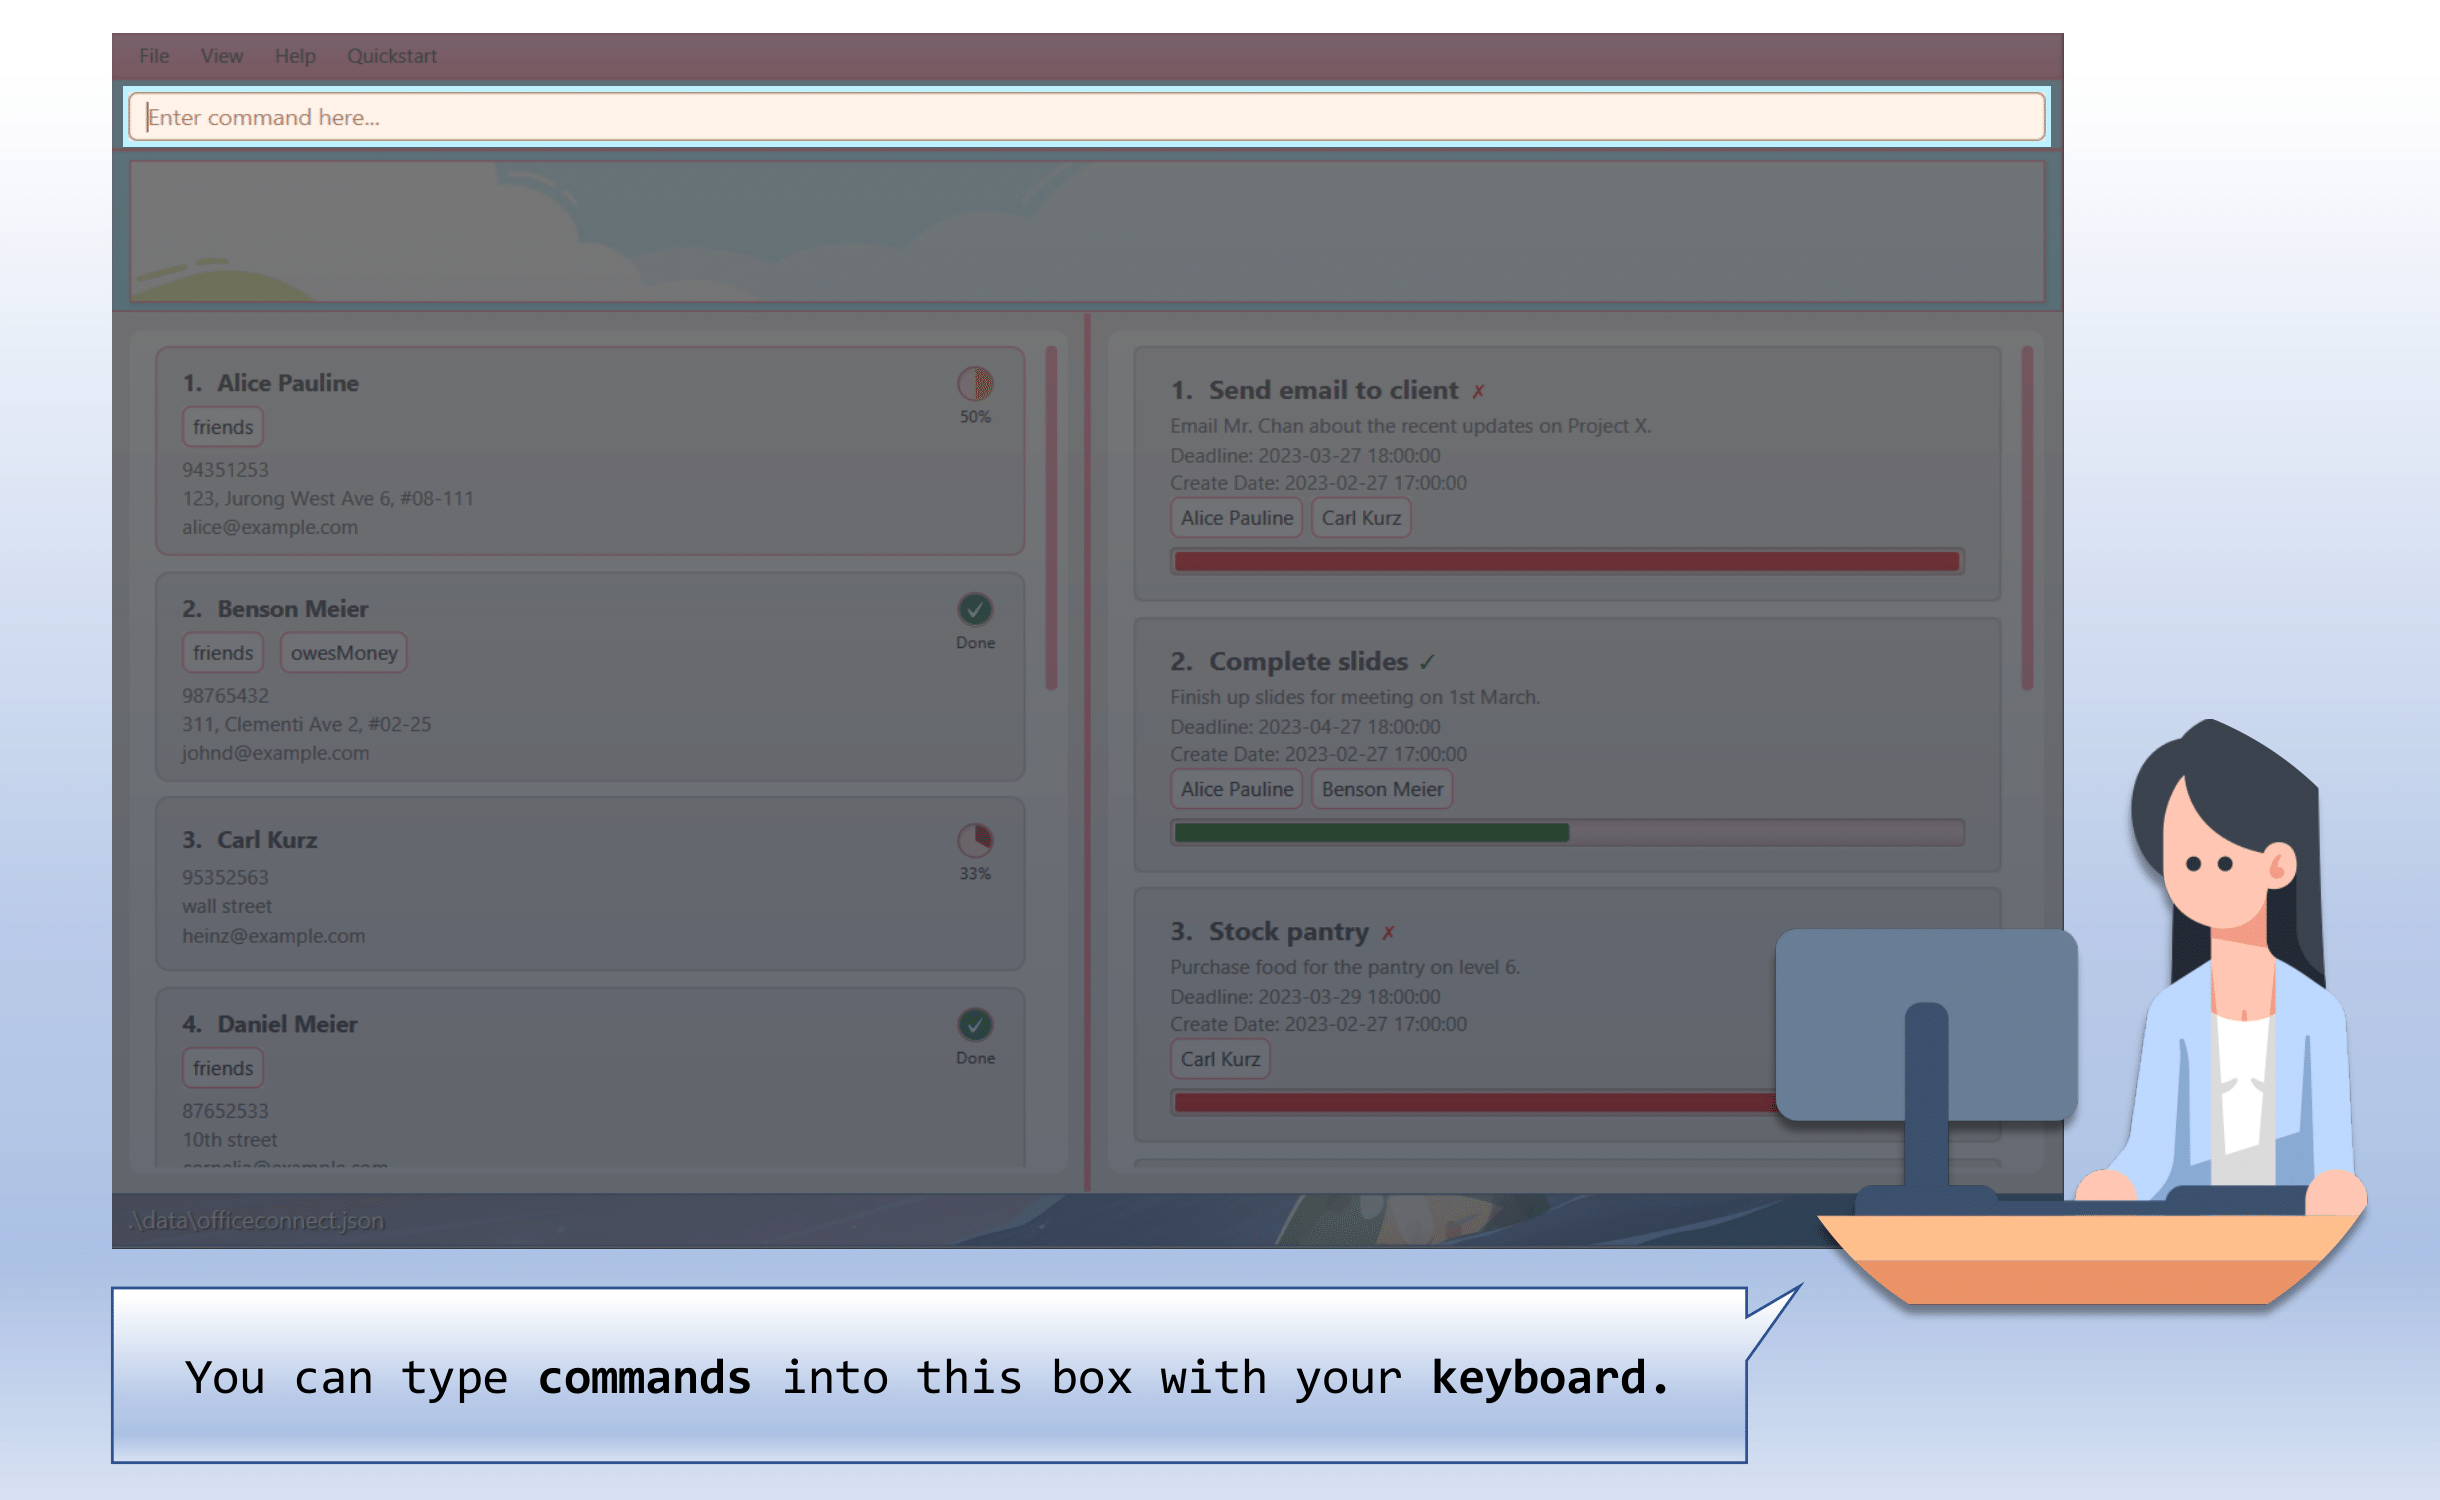 File View Help Quickstart
Enter command here...
1. Alice Pauline
50%
friends
94351253
123, Jurong West Ave 6, #08-111
alice@example.com
2. Benson Meier
friends owesMoney
Done
98765432
311, Clementi Ave 2, #02-25
johnd@example.com
3. Carl Kurz
33%
95352563
wall street
heinz@example.com
4. Daniel Meier
friends
Done
87652533
10th street
cornelia@example.com
1. Send email to client ✗
Email Mr. Chan about the recent updates on Project X.
Deadline: 2023-03-27 18:00:00
Create Date: 2023-02-27 17:00:00
Alice Pauline Carl Kurz
2. Complete slides ✓
Finish up slides for meeting on 1st March.
Deadline: 2023-04-27 18:00:00
Create Date: 2023-02-27 17:00:00
Alice Pauline Benson Meier
3. Stock pantry ✗
Purchase food for the pantry on level 6.
Deadline: 2023-03-29 18:00:00
Create Date: 2023-02-27 17:00:00
Carl Kurz
.\data\officeconnect.json
You can type commands into this box with your keyboard.